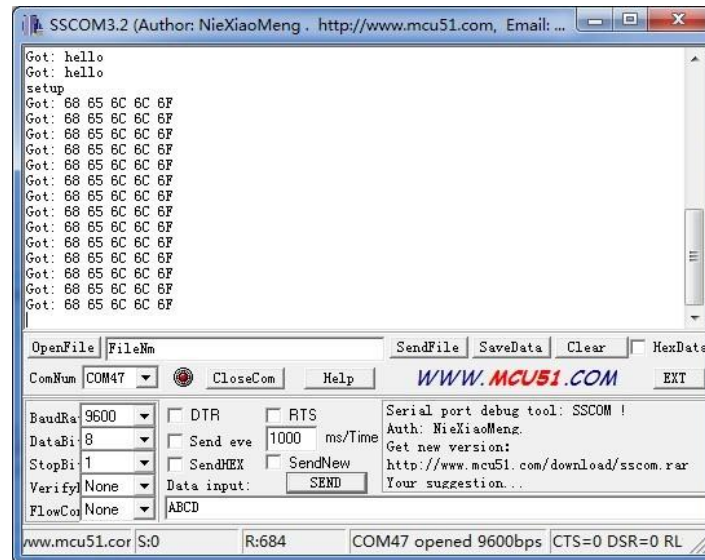 SSCOM3.2 (Author: NieXiaoMeng . http://www.mcu51.com, Email: ...
Got: hello
Got: hello
setup
Got: 68 65 6C 6C 6F
Got: 68 65 6C 6C 6F
Got: 68 65 6C 6C 6F
Got: 68 65 6C 6C 6F
Got: 68 65 6C 6C 6F
Got: 68 65 6C 6C 6F
Got: 68 65 6C 6C 6F
Got: 68 65 6C 6C 6F
Got: 68 65 6C 6C 6F
Got: 68 65 6C 6C 6F
Got: 68 65 6C 6C 6F
Got: 68 65 6C 6C 6F
Got: 68 65 6C 6C 6F
Got: 68 65 6C 6C 6F
OpenFile FileNm SendFile SaveData Clear HexData
ComNum COM47 CloseCom Help WWW.MCU51.COM EXT
BaudRa 9600 DTR RTS
DataBi 8 Send eve 1000 ms/Time
StopBi 1 SendHEX SendNew
Verify None Data input: SEND
FlowCo None ABCD
Serial port debug tool: SSCOM !
Auth: NieXiaoMeng.
Get new version:
http://www.mcu51.com/download/sscom.rar
Your suggestion...
www.mcu51.cor S:0 R:684 COM47 opened 9600bps CTS=0 DSR=0 RL